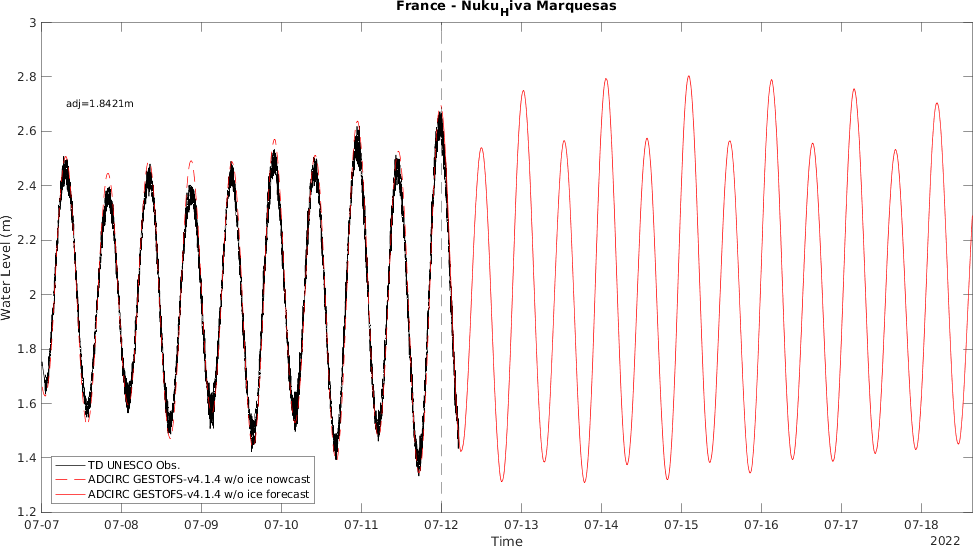 France - Nuku_Hiva Marquesas
3
2.8
adj=1.8421m
2.6
2.4
2.2
Water Level (m)
2
1.8
1.6
1.4
TD UNESCO Obs.
ADCIRC GESTOFS-v4.1.4 w/o ice nowcast
ADCIRC GESTOFS-v4.1.4 w/o ice forecast
1.2
07-07 07-08 07-09 07-10 07-11 07-12 07-13 07-14 07-15 07-16 07-17 07-18
Time
2022